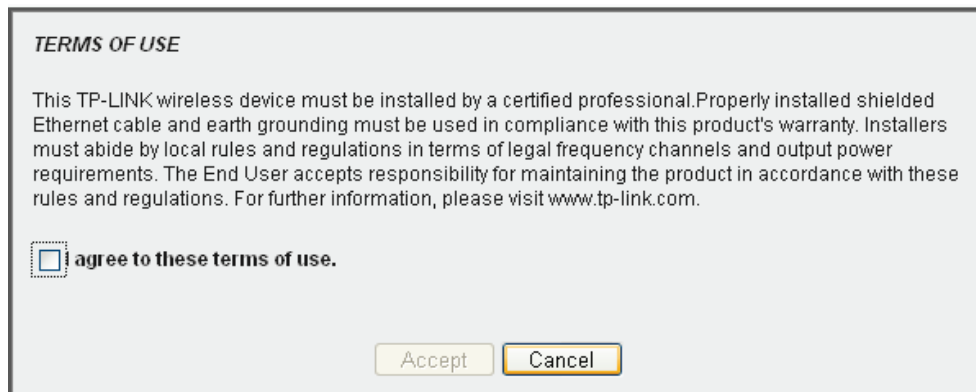 TERMS OF USE
This TP-LINK wireless device must be installed by a certified professional.Properly installed shielded
Ethernet cable and earth grounding must be used in compliance with this product's warranty. Installers
must abide by local rules and regulations in terms of legal frequency channels and output power
requirements. The End User accepts responsibility for maintaining the product in accordance with these
rules and regulations. For further information, please visit www.tp-link.com.
I agree to these terms of use.
Accept Cancel